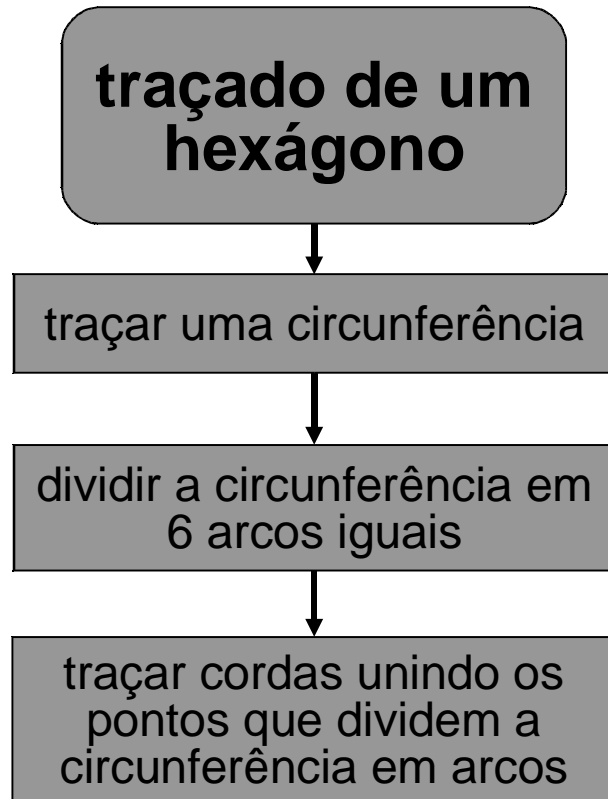 traçado de um
hexágono
traçar uma circunferência
dividir a circunferência em
6 arcos iguais
traçar cordas unindo os
pontos que dividem a
circunferência em arcos